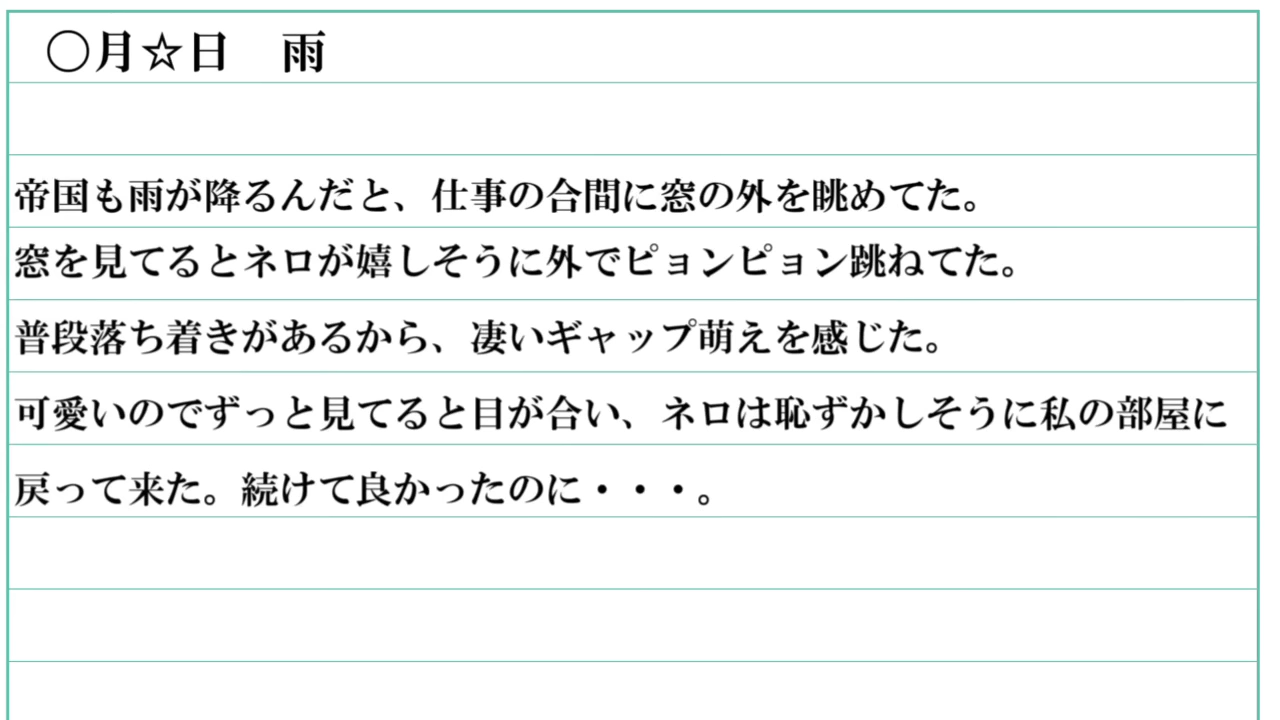 〇月☆日　雨
帝国も雨が降るんだと、仕事の合間に窓の外を眺めてた。
窓を見てるとネロが嬉しそうに外でピョンピョン跳ねてた。
普段落ち着きがあるから、凄いギャップ萌えを感じた。
可愛いのでずっと見てると目が合い、ネロは恥ずかしそうに私の部屋に
戻って来た。続けて良かったのに・・・。